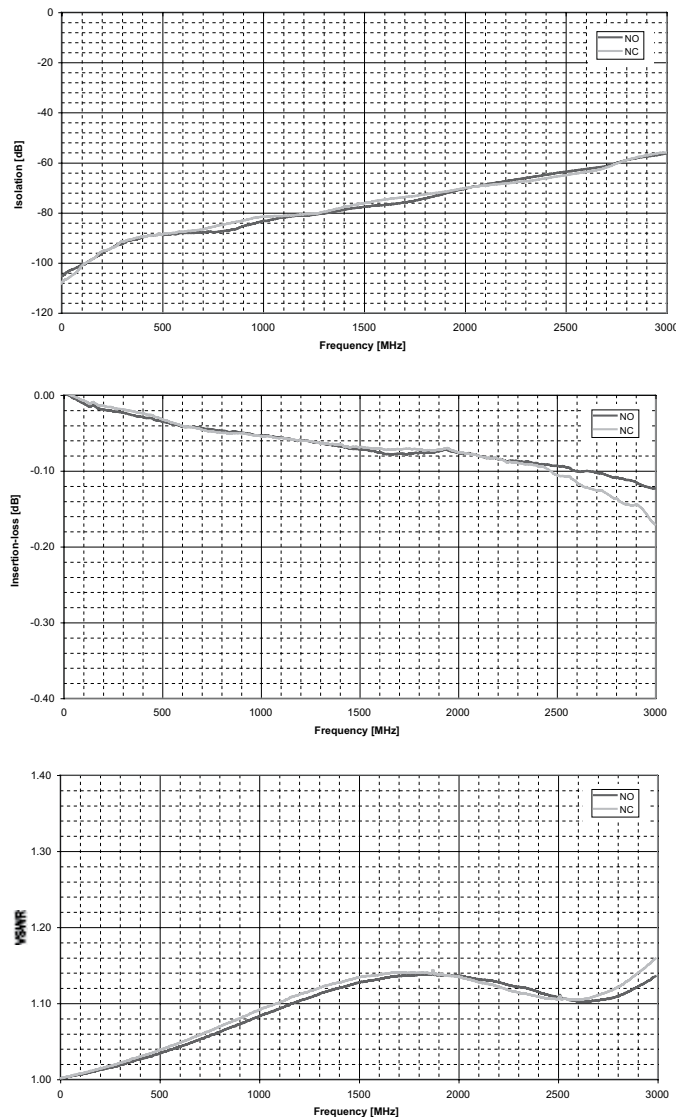 0
-20
-40
-60
-80
-100
-120
Isolation [dB]
NO
NC
0 500 1000 1500 2000 2500 3000
Frequency [MHz]
0.00
-0.10
-0.20
-0.30
-0.40
Insertion-loss [dB]
NO
NC
0 500 1000 1500 2000 2500 3000
Frequency [MHz]
1.40
1.30
1.20
1.10
1.00
VSWR
NO
NC
0 500 1000 1500 2000 2500 3000
Frequency [MHz]